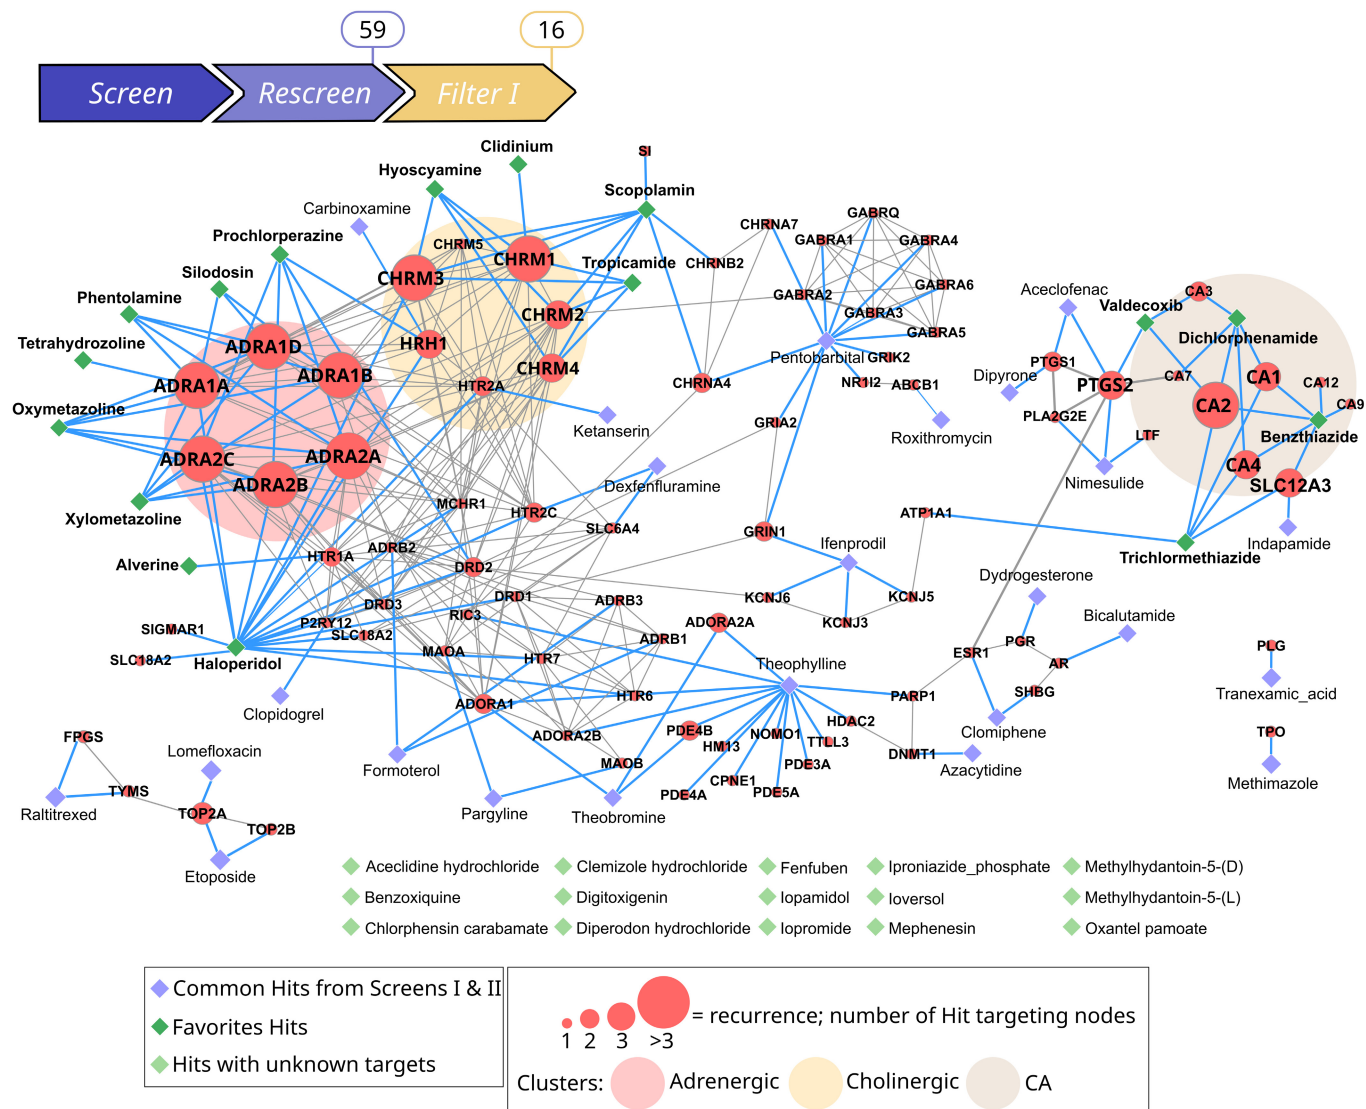 59
16
Screen
Rescreen
Filter I
Clidinium
SI
Hyoscyamine
Scopolamin
Carbinoxamine
CHRNA7
GABRQ
Prochlorperazine
CHRM5
CHRM1
GABRA1
GABRA4
Silodosin
CHRM3
Tropicamide
CHRNB2
Phentolamine
GABRA2
GABRA6
Aceclofenac
CA3
Valdecoxib
CHRM2
GABRA3
Dichlorphenamide
Tetrahydrozoline
ADRA1D
HRH1
GABRA5
Pentobarbital
GRIK2
PTGS1
ADRA1A
ADRA1B
CHRM4
HTR2A
CHRNA4
NR1I2
ABCB1
Dipyrone
PTGS2
CA7
CA1
CA12
CA9
Oxymetazoline
Ketanserin
GRIA2
Roxithromycin
PLA2G2E
CA2
Benzthiazide
LTF
ADRA2C
ADRA2A
ADRA2B
Dexfenfluramine
Nimesulide
CA4
SLC12A3
Xylometazoline
MCHR1
HTR2C
SLC6A4
GRIN1
ATP1A1
Indapamide
Alverine
HTR1A
ADRB2
DRD2
Ifenprodil
Trichlormethiazide
Dydrogesterone
DRD3
DRD1
ADRB3
KCNJ6
KCNJ5
SIGMAR1
P2RY12
RIC3
ADORA2A
KCNJ3
Bicalutamide
SLC18A2
SLC18A2
Haloperidol
MAOA
HTR7
ADRB1
Theophylline
ESR1
PGR
AR
PLG
Clopidogrel
ADORA1
HTR6
PARP1
SHBG
Tranexamic_acid
FPGS
Lomefloxacin
ADORA2B
PDE4B
HM13
NOMO1
HDAC2
TTLL3
Clomiphene
TPO
Formoterol
MAOB
CPNE1
PDE3A
DNMT1
Azacytidine
Methimazole
TYMS
Raltitrexed
TOP2A
TOP2B
Pargyline
Theobromine
PDE4A
PDE5A
Etoposide
Aceclidine hydrochloride
Clemizole hydrochloride
Fenfuben
Iproniazide_phosphate
Methylhydantoin-5-(D)
Benzoxiquine
Digitoxigenin
Iopamidol
Ioversol
Methylhydantoin-5-(L)
Chlorphensin carabamate
Diperodon hydrochloride
Iopromide
Mephenesin
Oxantel pamoate
Common Hits from Screens I & II
Favorites Hits
Hits with unknown targets
= recurrence; number of Hit targeting nodes
1 2 3 >3
Clusters: Adrenergic Cholinergic CA